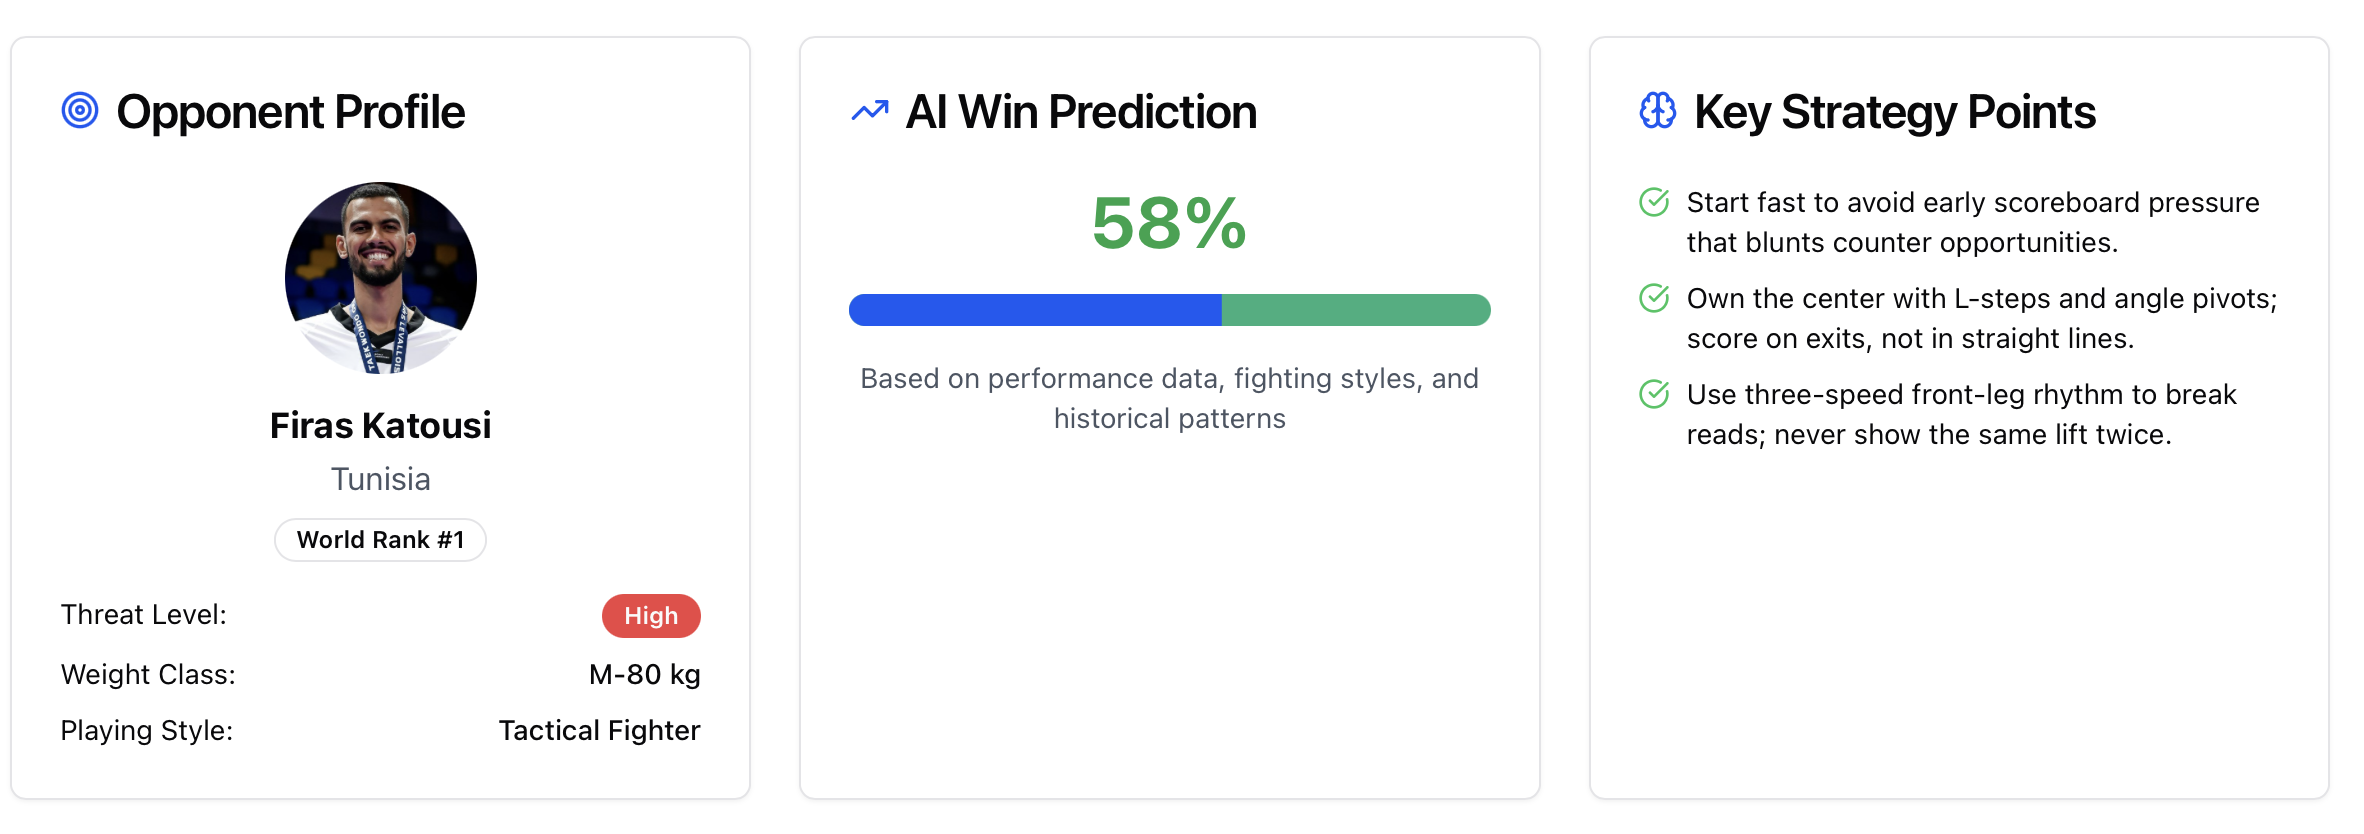 Opponent Profile
TAEKWONDO
S LEVALLOIS
Firas Katousi
Tunisia
World Rank #1
Threat Level: High
Weight Class: M-80 kg
Playing Style: Tactical Fighter
AI Win Prediction
58%
Based on performance data, fighting styles, and
historical patterns
Key Strategy Points
Start fast to avoid early scoreboard pressure
that blunts counter opportunities.
Own the center with L-steps and angle pivots;
score on exits, not in straight lines.
Use three-speed front-leg rhythm to break
reads; never show the same lift twice.